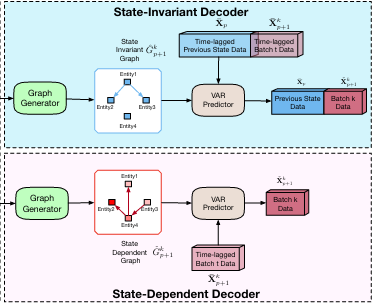 State-Invariant Decoder
State
Invariant
Graph
Ĝ^k_{p+1}
X̃_p
X̃^k_{p+1}
Time-lagged
Previous State Data
Time-lagged
Batch t Data
Entity1
Entity2
Entity3
Entity4
Graph
Generator
VAR
Predictor
x̂_p
x̂^k_{p+1}
Previous State
Data
Batch k
Data
Graph
Generator
Entity1
Entity2
Entity3
Entity4
VAR
Predictor
x̂^k_{p+1}
Batch k
Data
State
Dependent
Graph
Ĝ^k_{p+1}
Time-lagged
Batch t Data
X̃^k_{p+1}
State-Dependent Decoder